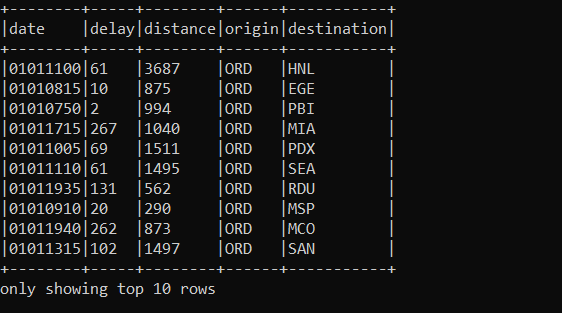 +--------+-----+--------+------+-----------+
|date    |delay|distance|origin|destination|
+--------+-----+--------+------+-----------+
|01011100|61   |3687    |ORD   |HNL        |
|01010815|10   |875     |ORD   |EGE        |
|01010750|2    |994     |ORD   |PBI        |
|01011715|267  |1040    |ORD   |MIA        |
|01011005|69   |1511    |ORD   |PDX        |
|01011110|61   |1495    |ORD   |SEA        |
|01011935|131  |562     |ORD   |RDU        |
|01010910|20   |290     |ORD   |MSP        |
|01011940|262  |873     |ORD   |MCO        |
|01011315|102  |1497    |ORD   |SAN        |
+--------+-----+--------+------+-----------+
only showing top 10 rows